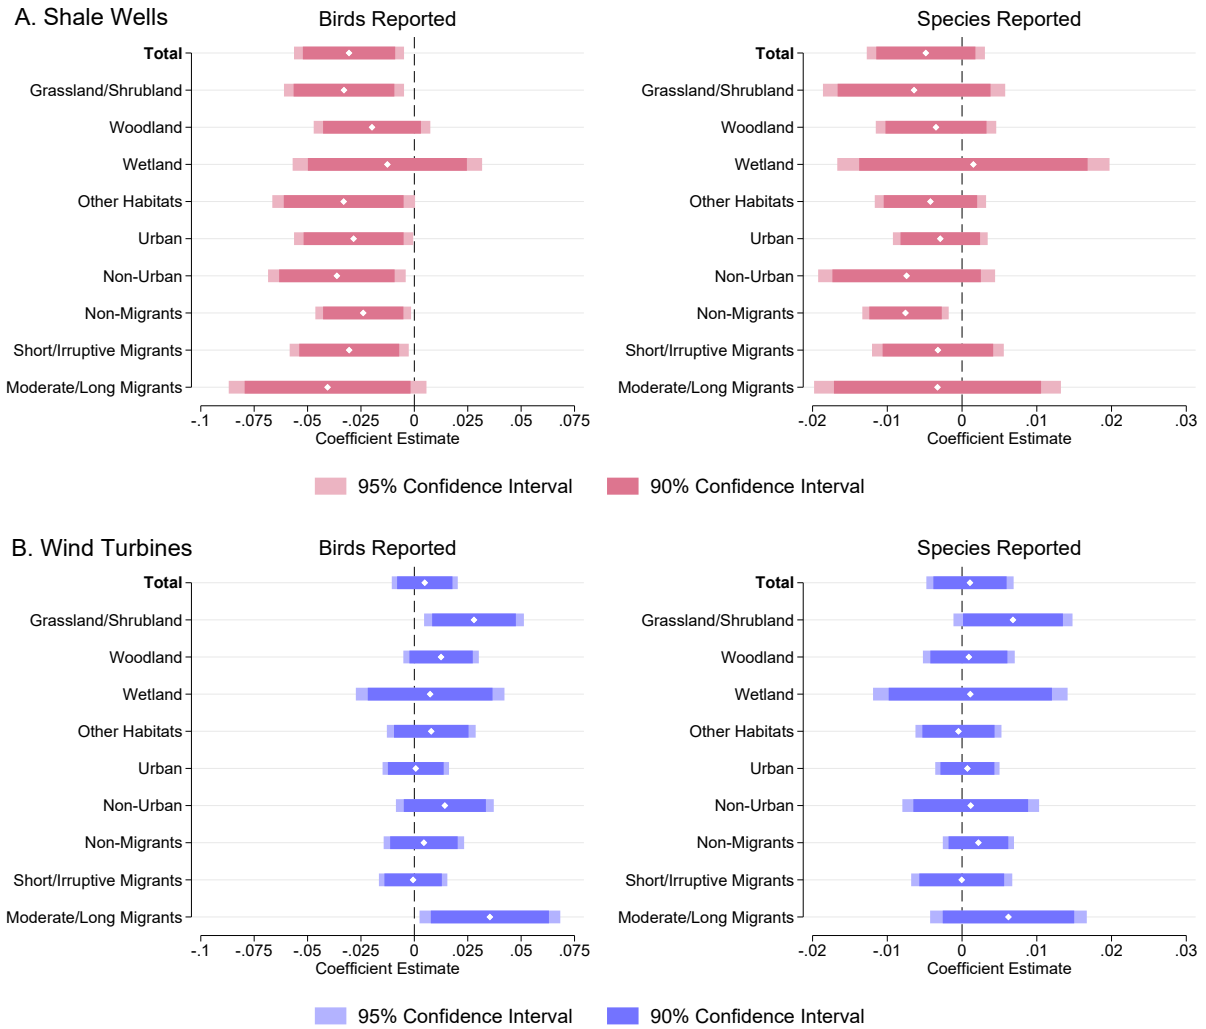 A. Shale Wells
Birds Reported
Total
Grassland/Shrubland
Woodland
Wetland
Other Habitats
Urban
Non-Urban
Non-Migrants
Short/Irruptive Migrants
Moderate/Long Migrants
-.1 -.075 -.05 -.025 0 .025 .05 .075
Coefficient Estimate
Species Reported
Total
Grassland/Shrubland
Woodland
Wetland
Other Habitats
Urban
Non-Urban
Non-Migrants
Short/Irruptive Migrants
Moderate/Long Migrants
-.02 -.01 0 .01 .02 .03
Coefficient Estimate
95% Confidence Interval 90% Confidence Interval
B. Wind Turbines
Birds Reported
Total
Grassland/Shrubland
Woodland
Wetland
Other Habitats
Urban
Non-Urban
Non-Migrants
Short/Irruptive Migrants
Moderate/Long Migrants
-.1 -.075 -.05 -.025 0 .025 .05 .075
Coefficient Estimate
Species Reported
Total
Grassland/Shrubland
Woodland
Wetland
Other Habitats
Urban
Non-Urban
Non-Migrants
Short/Irruptive Migrants
Moderate/Long Migrants
-.02 -.01 0 .01 .02 .03
Coefficient Estimate
95% Confidence Interval 90% Confidence Interval